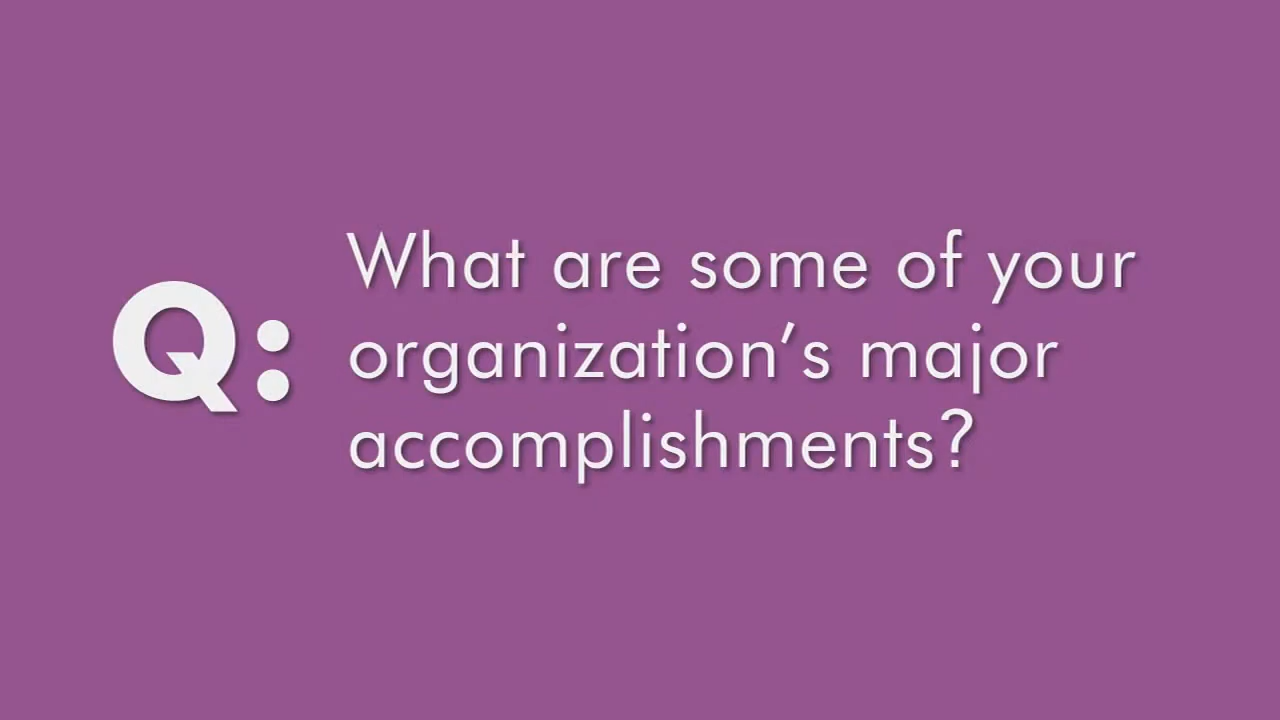 Q:
What are some of your
organization’s major
accomplishments?